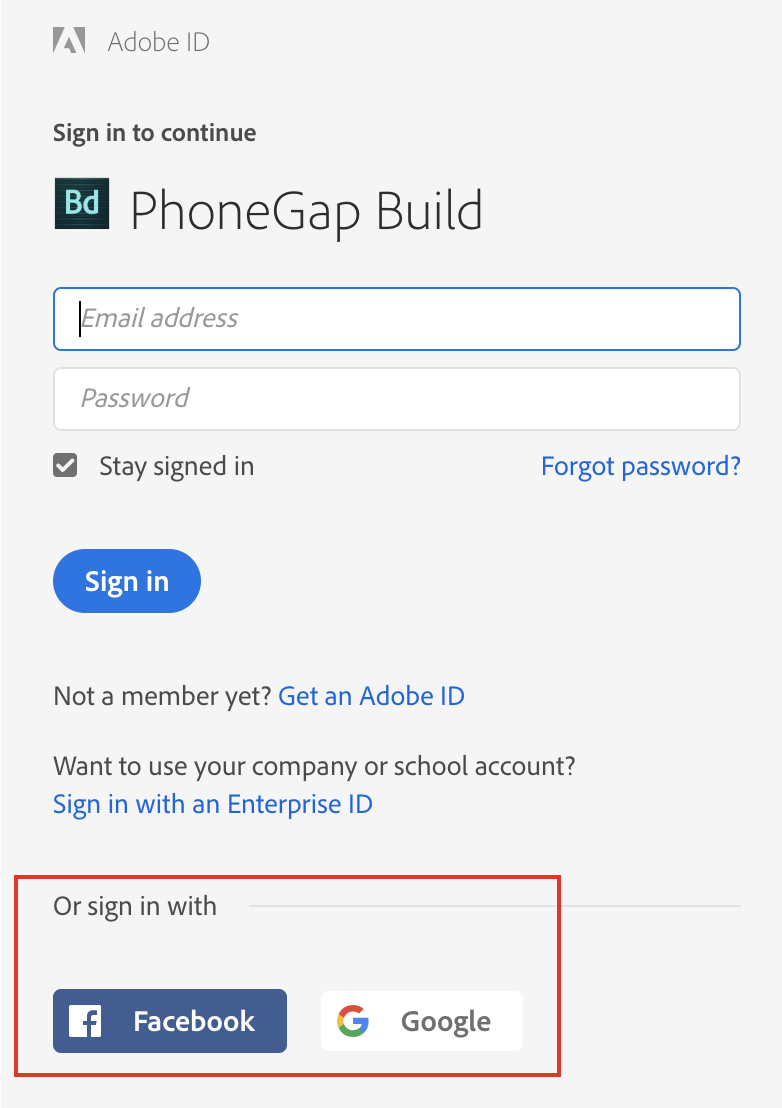 Adobe ID
Sign in to continue
Bd PhoneGap Build
Email address
Password
Stay signed in Forgot password?
Sign in
Not a member yet? Get an Adobe ID
Want to use your company or school account?
Sign in with an Enterprise ID
Or sign in with
Facebook Google